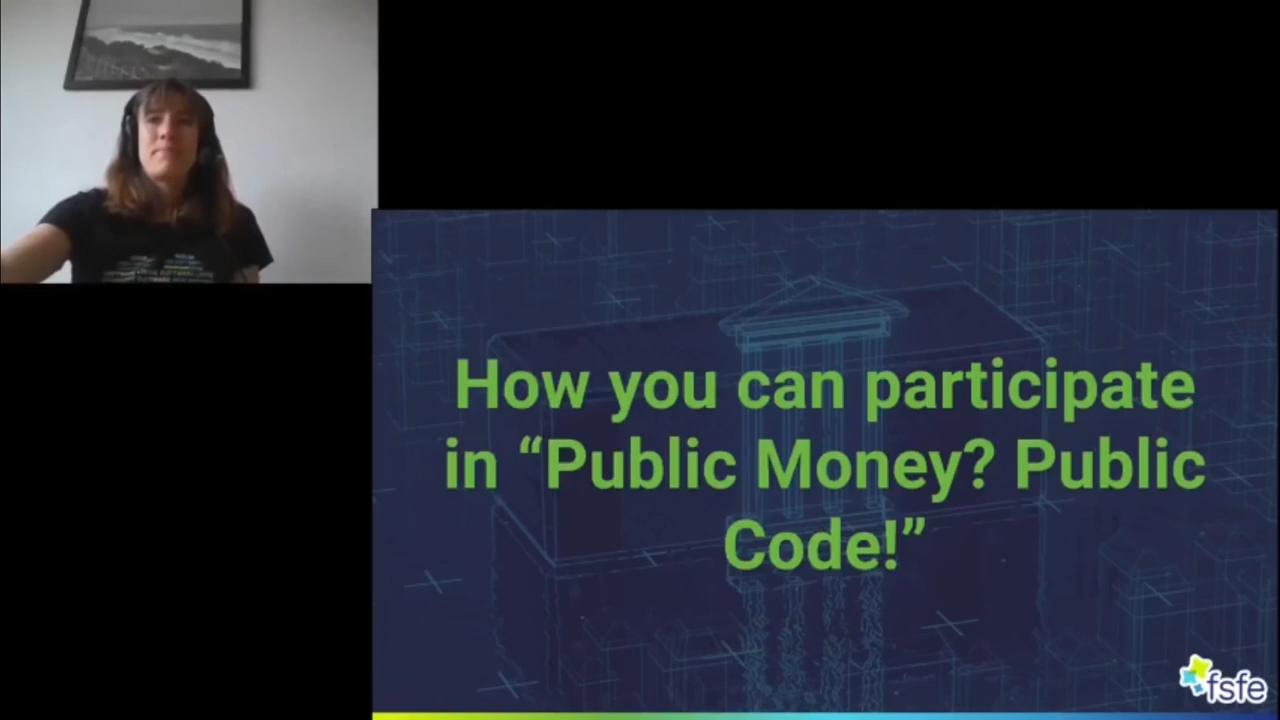 How you can participate
in “Public Money? Public
Code!”
fsfe